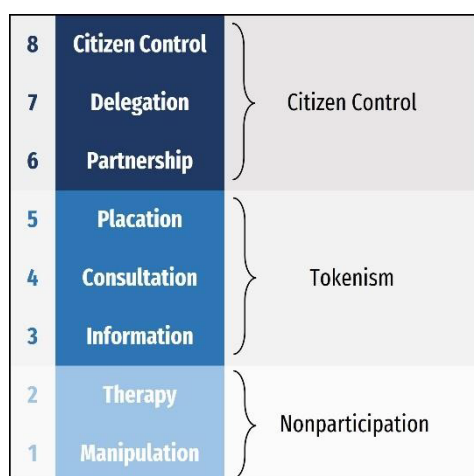 8 Citizen Control
7 Delegation
6 Partnership
Citizen Control
5 Placation
4 Consultation
3 Information
Tokenism
2 Therapy
1 Manipulation
Nonparticipation